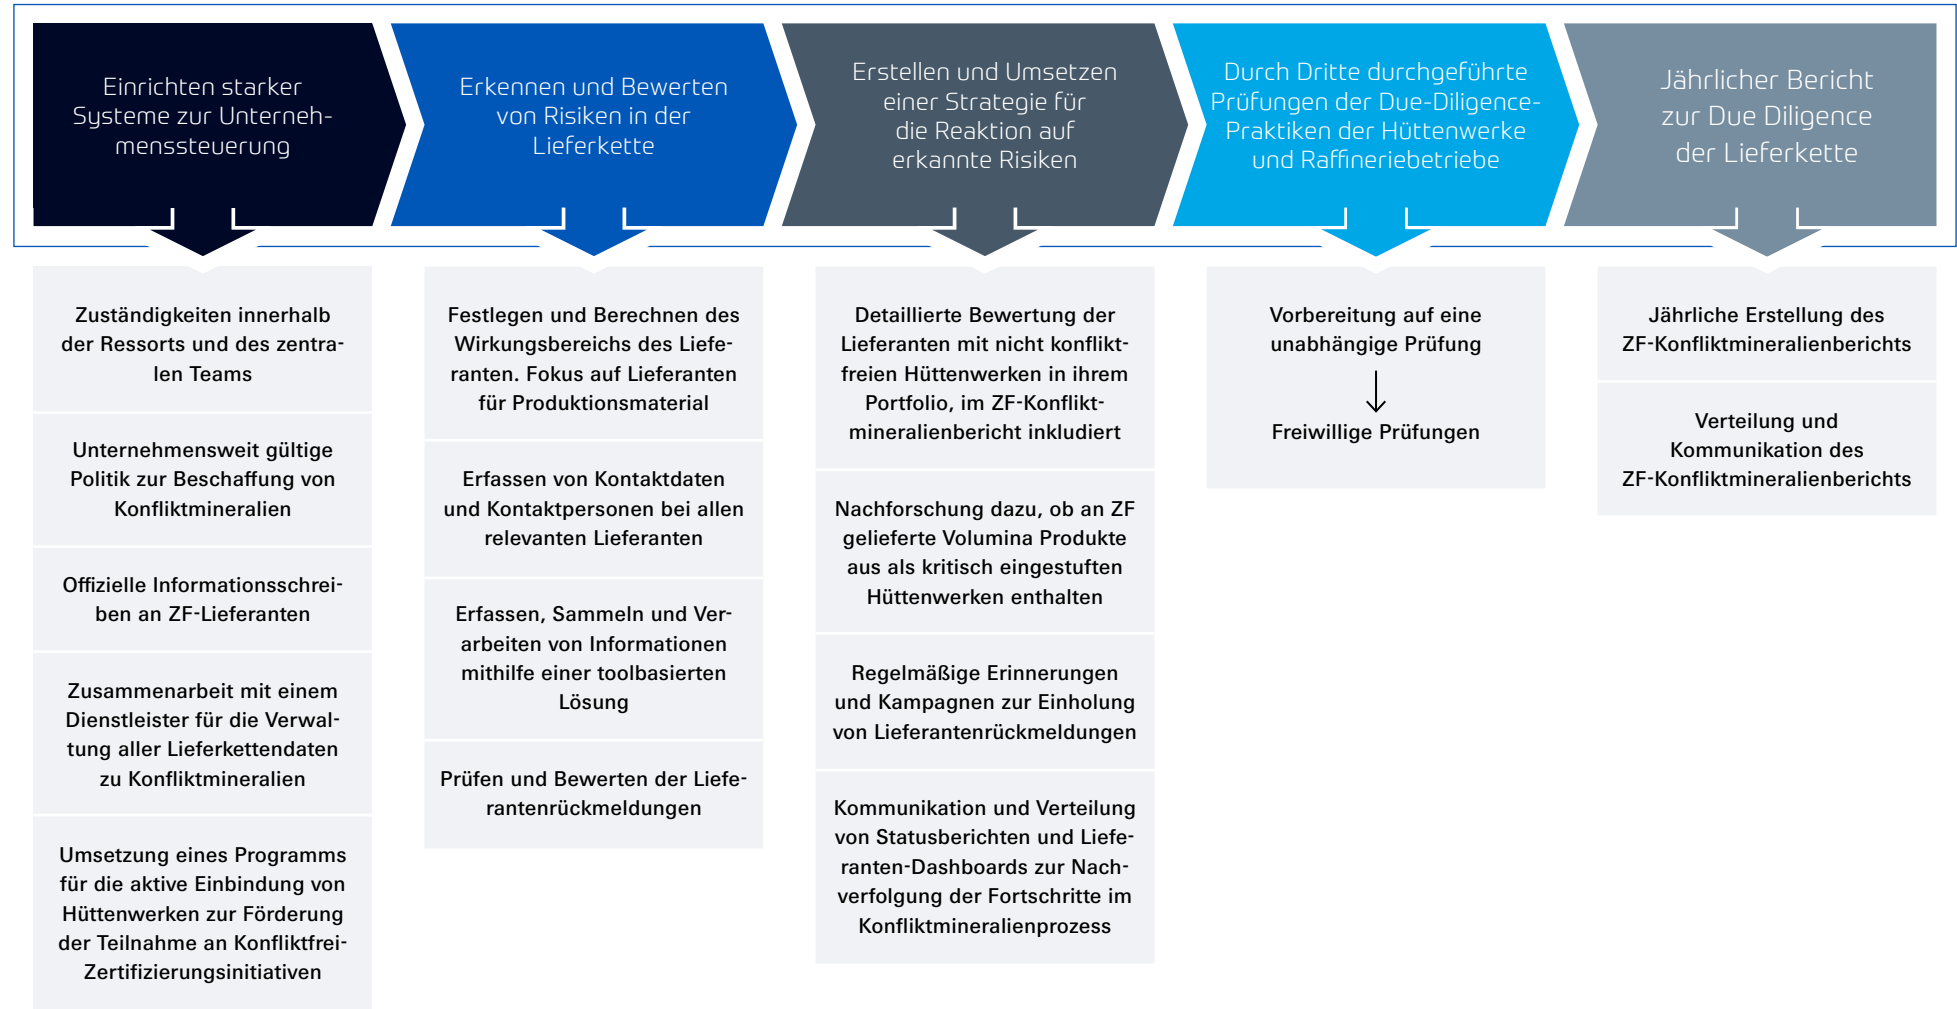 Einrichten starker
Systeme zur Unterneh-
menssteuerung
Erkennen und Bewerten
von Risiken in der
Lieferkette
Erstellen und Umsetzen
einer Strategie für
die Reaktion auf
erkannte Risiken
Durch Dritte durchgeführte
Prüfungen der Due-Diligence-
Praktiken der Hüttenwerke
und Raffineriebetriebe
Jährlicher Bericht
zur Due Diligence
der Lieferkette
Zuständigkeiten innerhalb
der Ressorts und des zentra-
len Teams
Unternehmensweit gültige
Politik zur Beschaffung von
Konfliktmineralien
Offizielle Informationsschrei-
ben an ZF-Lieferanten
Zusammenarbeit mit einem
Dienstleister für die Verwal-
tung aller Lieferkettendaten
zu Konfliktmineralien
Umsetzung eines Programms
für die aktive Einbindung von
Hüttenwerken zur Förderung
der Teilnahme an Konfliktfrei-
Zertifizierungsinitiativen
Festlegen und Berechnen des
Wirkungsbereichs des Liefe-
ranten. Fokus auf Lieferanten
für Produktionsmaterial
Erfassen von Kontaktdaten
und Kontaktpersonen bei allen
relevanten Lieferanten
Erfassen, Sammeln und Ver-
arbeiten von Informationen
mithilfe einer toolbasierten
Lösung
Prüfen und Bewerten der Liefe-
rantenrückmeldungen
Detaillierte Bewertung der
Lieferanten mit nicht konflikt-
freien Hüttenwerken in ihrem
Portfolio, im ZF-Konflikt-
mineralienbericht inkludiert
Nachforschung dazu, ob an ZF
gelieferte Volumina Produkte
aus als kritisch eingestuften
Hüttenwerken enthalten
Regelmäßige Erinnerungen
und Kampagnen zur Einholung
von Lieferantenrückmeldungen
Kommunikation und Verteilung
von Statusberichten und Liefe-
ranten-Dashboards zur Nach-
verfolgung der Fortschritte im
Konfliktmineralienprozess
Vorbereitung auf eine
unabhängige Prüfung
Freiwillige Prüfungen
Jährliche Erstellung des
ZF-Konfliktmineralienberichts
Verteilung und
Kommunikation des
ZF-Konfliktmineralienberichts